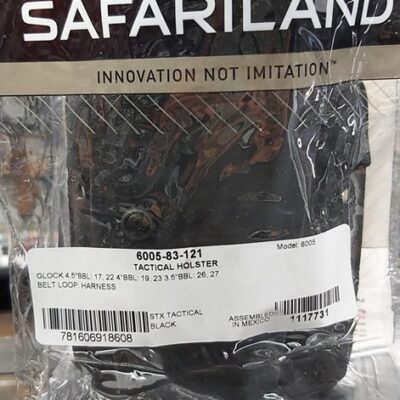 SAFARILAND
INNOVATION NOT IMITATION™
6005-83-121
Model: 6005
TACTICAL HOLSTER
GLOCK 4.5"BBL: 17, 22 4"BBL: 19, 23 3.5"BBL: 26, 27
BELT LOOP, HARNESS
STX TACTICAL
BLACK
ASSEMBLED
IN MEXICO
1117731
781606918608